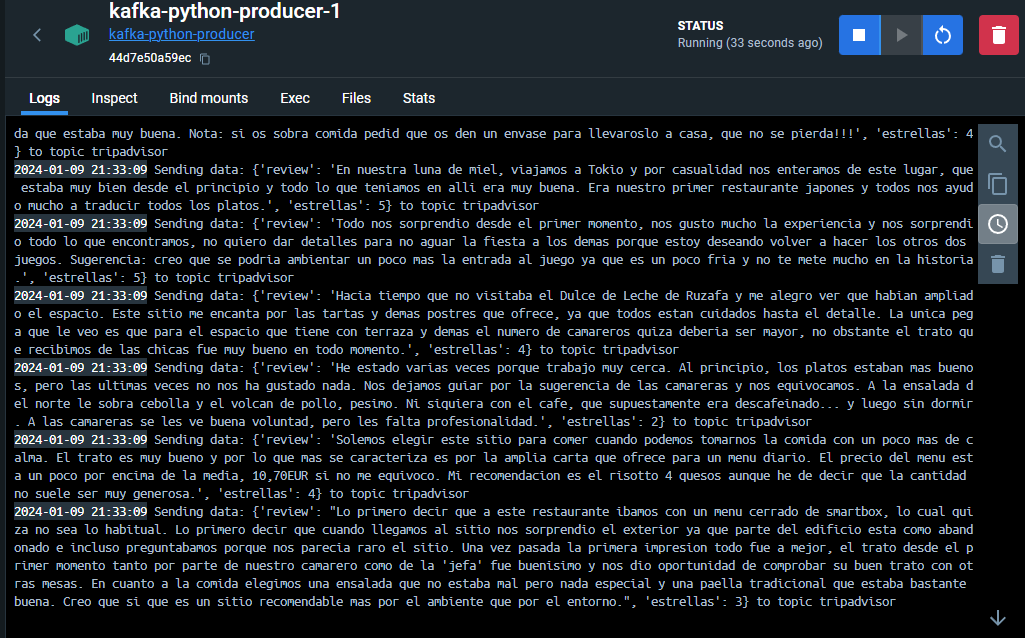 kafka-python-producer-1
kafka-python-producer
44d7e50a59ec
STATUS
Running (33 seconds ago)
Logs Inspect Bind mounts Exec Files Stats
da que estaba muy buena. Nota: si os sobra comida pedid que os den un envase para llevaroslo a casa, que no se pierda!!!', 'estrellas': 4
} to topic tripadvisor
2024-01-09 21:33:09 Sending data: {'review': 'En nuestra luna de miel, viajamos a Tokio y por casualidad nos enteramos de este lugar, que
 estaba muy bien desde el principio y todo lo que teniamos en alli era muy buena. Era nuestro primer restaurante japones y todos nos ayud
o mucho a traducir todos los platos.', 'estrellas': 5} to topic tripadvisor
2024-01-09 21:33:09 Sending data: {'review': 'Todo nos sorprendio desde el primer momento, nos gusto mucho la experiencia y nos sorprendi
o todo lo que encontramos, no quiero dar detalles para no aguar la fiesta a los demas porque estoy deseando volver a hacer los otros dos
juegos. Sugerencia: creo que se podria ambientar un poco mas la entrada al juego ya que es un poco fria y no te mete mucho en la historia
.', 'estrellas': 5} to topic tripadvisor
2024-01-09 21:33:09 Sending data: {'review': 'Hacia tiempo que no visitaba el Dulce de Leche de Ruzafa y me alegro ver que habian ampliad
o el espacio. Este sitio me encanta por las tartas y demas postres que ofrece, ya que todos estan cuidados hasta el detalle. La unica peg
a que le veo es que para el espacio que tiene con terraza y demas el numero de camareros quiza deberia ser mayor, no obstante el trato qu
e recibimos de las chicas fue muy bueno en todo momento.', 'estrellas': 4} to topic tripadvisor
2024-01-09 21:33:09 Sending data: {'review': 'He estado varias veces porque trabajo muy cerca. Al principio, los platos estaban mas bueno
s, pero las ultimas veces no nos ha gustado nada. Nos dejamos guiar por la sugerencia de las camareras y nos equivocamos. A la ensalada d
el norte le sobra cebolla y el volcan de pollo, pesimo. Ni siquiera con el cafe, que supuestamente era descafeinado... y luego sin dormir
. A las camareras se les ve buena voluntad, pero les falta profesionalidad.', 'estrellas': 2} to topic tripadvisor
2024-01-09 21:33:09 Sending data: {'review': 'Solemos elegir este sitio para comer cuando podemos tomarnos la comida con un poco mas de c
alma. El trato es muy bueno y por lo que mas se caracteriza es por la amplia carta que ofrece para un menu diario. El precio del menu est
a un poco por encima de la media, 10,70EUR si no me equivoco. Mi recomendacion es el risotto 4 quesos aunque he de decir que la cantidad
no suele ser muy generosa.', 'estrellas': 4} to topic tripadvisor
2024-01-09 21:33:09 Sending data: {'review': "Lo primero decir que a este restaurante ibamos con un menu cerrado de smartbox, lo cual qui
za no sea lo habitual. Lo primero decir que cuando llegamos al sitio nos sorprendio el exterior ya que parte del edificio esta como aband
onado e incluso preguntabamos porque nos parecia raro el sitio. Una vez pasada la primera impresion todo fue a mejor, el trato desde el p
rimer momento tanto por parte de nuestro camarero como de la 'jefa' fue buenisimo y nos dio oportunidad de comprobar su buen trato con ot
ras mesas. En cuanto a la comida elegimos una ensalada que no estaba mal pero nada especial y una paella tradicional que estaba bastante
buena. Creo que si que es un sitio recomendable mas por el ambiente que por el entorno.", 'estrellas': 3} to topic tripadvisor